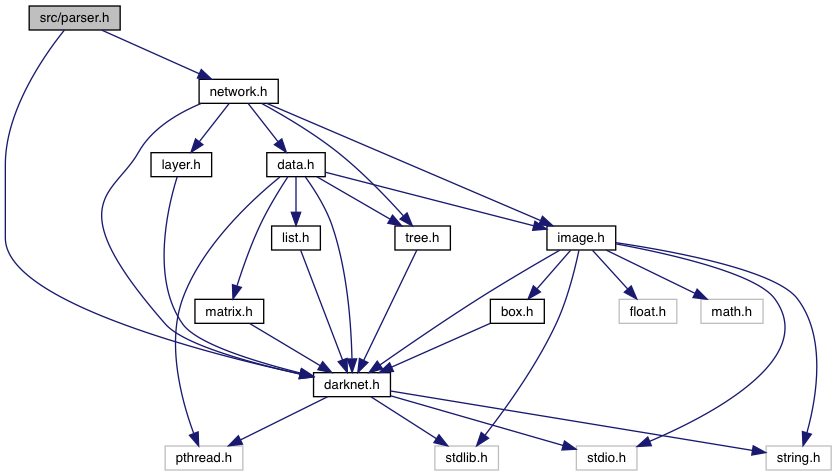 src/parser.h
network.h
layer.h
data.h
list.h
tree.h
image.h
matrix.h
box.h
float.h
math.h
darknet.h
pthread.h
stdlib.h
stdio.h
string.h